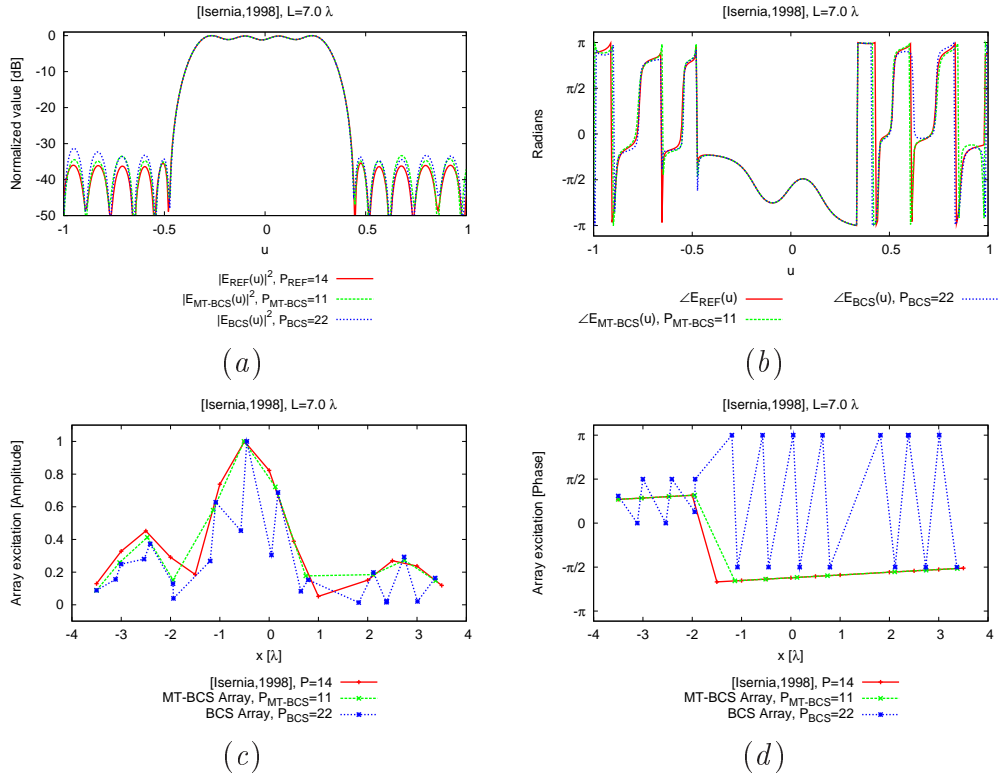 [Isernia,1998], L=7.0 λ
Normalized value [dB]
0
-10
-20
-30
-40
-50
-1 -0.5 0 0.5 1
u
|E_REF(u)|^2, P_REF=14
|E_MT-BCS(u)|^2, P_MT-BCS=11
|E_BCS(u)|^2, P_BCS=22
(a)
[Isernia,1998], L=7.0 λ
Radians
π
π/2
0
-π/2
-π
-1 -0.5 0 0.5 1
u
∠E_REF(u)
∠E_MT-BCS(u), P_MT-BCS=11
∠E_BCS(u), P_BCS=22
(b)
[Isernia,1998], L=7.0 λ
Array excitation [Amplitude]
1
0.8
0.6
0.4
0.2
0
-4 -3 -2 -1 0 1 2 3 4
x [λ]
[Isernia,1998], P=14
MT-BCS Array, P_MT-BCS=11
BCS Array, P_BCS=22
(c)
[Isernia,1998], L=7.0 λ
Array excitation [Phase]
π
π/2
0
-π/2
-π
-4 -3 -2 -1 0 1 2 3 4
x [λ]
[Isernia,1998], P=14
MT-BCS Array, P_MT-BCS=11
BCS Array, P_BCS=22
(d)